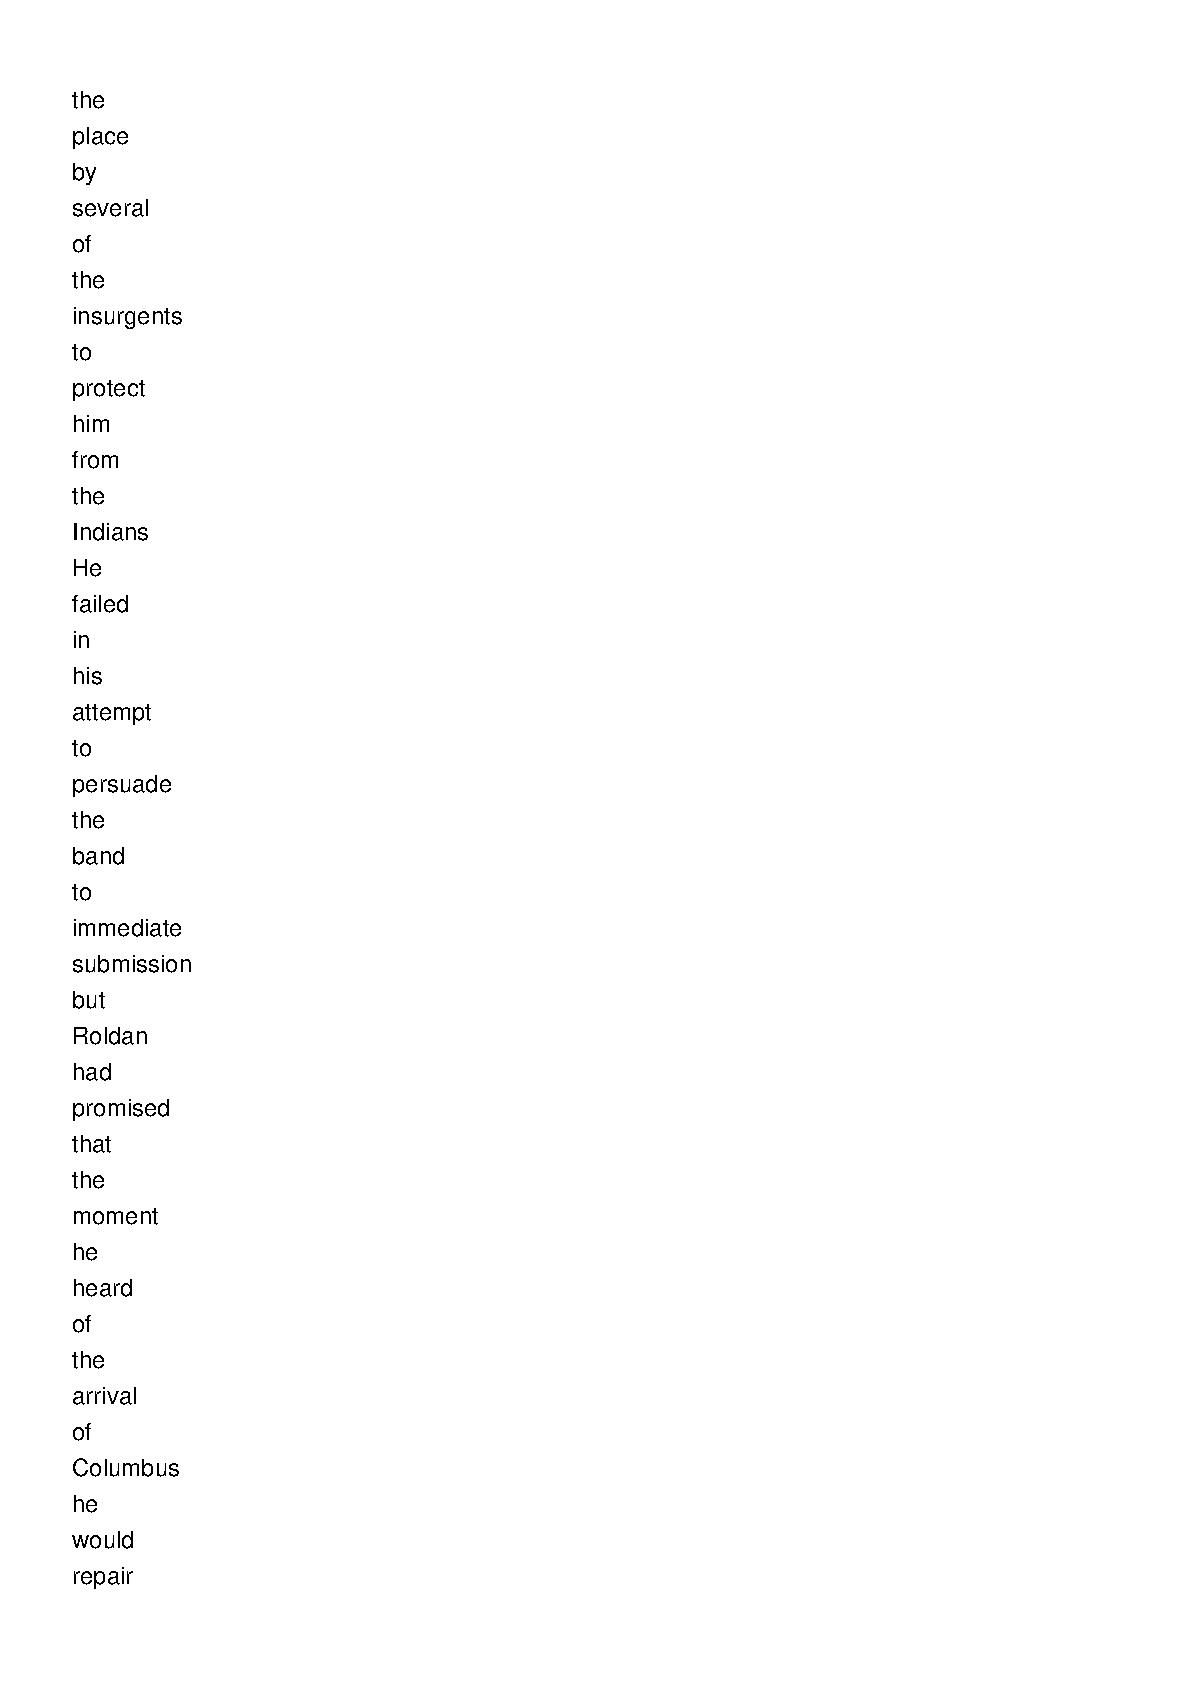 the
place
by
several
of
the
insurgents
to
protect
him
from
the
Indians
He
failed
in
his
attempt
to
persuade
the
band
to
immediate
submission
but
Roldan
had
promised
that
the
moment
he
heard
of
the
arrival
of
Columbus
he
would
repair